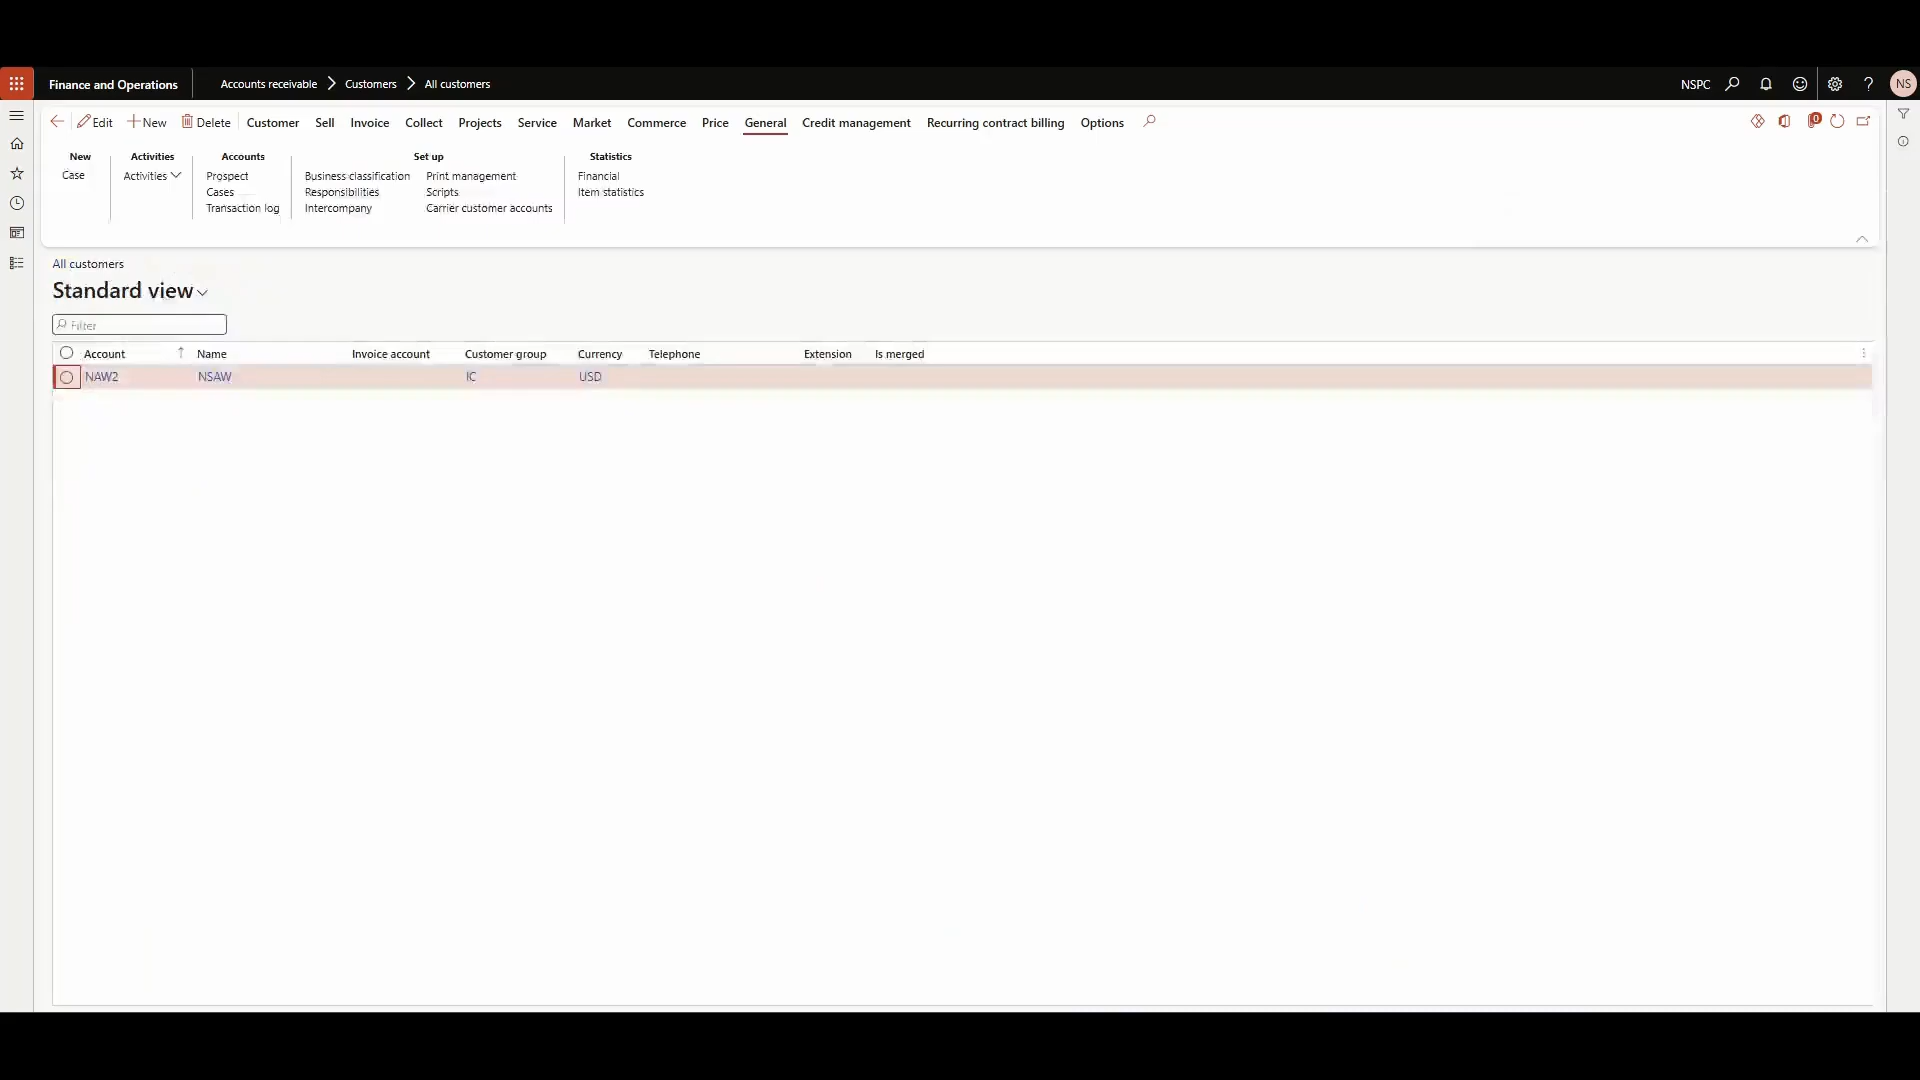 Finance and Operations Accounts receivable Customers All customers NSPC ? NS
Edit New Delete Customer Sell Invoice Collect Projects Service Market Commerce Price General Credit management Recurring contract billing Options 0
New Activities Accounts Set up Statistics
Case Activities Prospect Business classification Print management Financial
Cases Responsibilities Scripts Item statistics
Transaction log Intercompany Carrier customer accounts
All customers
Standard view
Filter
Account Name Invoice account Customer group Currency Telephone Extension Is merged
NAW2 NSAW IC USD